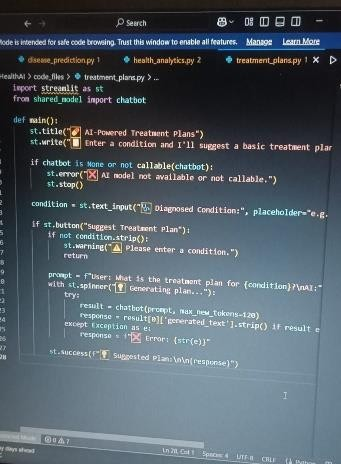 Search
Mode is intended for safe code browsing. Trust this window to enable all features. Manage Learn More
disease_prediction.py 1 health_analytics.py 2 treatment_plans.py 1
HealthAI > code_files > treatment_plans.py > ...
import streamlit as st
from shared_model import chatbot
def main():
st.title("💊 AI-Powered Treatment Plans")
st.write("📋 Enter a condition and I'll suggest a basic treatment plan
if chatbot is None or not callable(chatbot):
st.error("❌ AI model not available or not callable.")
st.stop()
condition = st.text_input("🩺 Diagnosed Condition:", placeholder="e.g.
if st.button("Suggest Treatment Plan"):
if not condition.strip():
st.warning("⚠️ Please enter a condition.")
return
prompt = f"User: What is the treatment plan for {condition}?\nAI:"
with st.spinner("💡 Generating plan..."):
try:
result = chatbot(prompt, max_new_tokens=120)
response = result[0]['generated_text'].strip() if result e
except Exception as e:
response = f"❌ Error: {str(e)}"
st.success(f"💡 Suggested Plan:\n\n{response}")
28
Ln 28, Col 1 Spaces: 4 UTF-8 CRLF {} Python
y days ahead